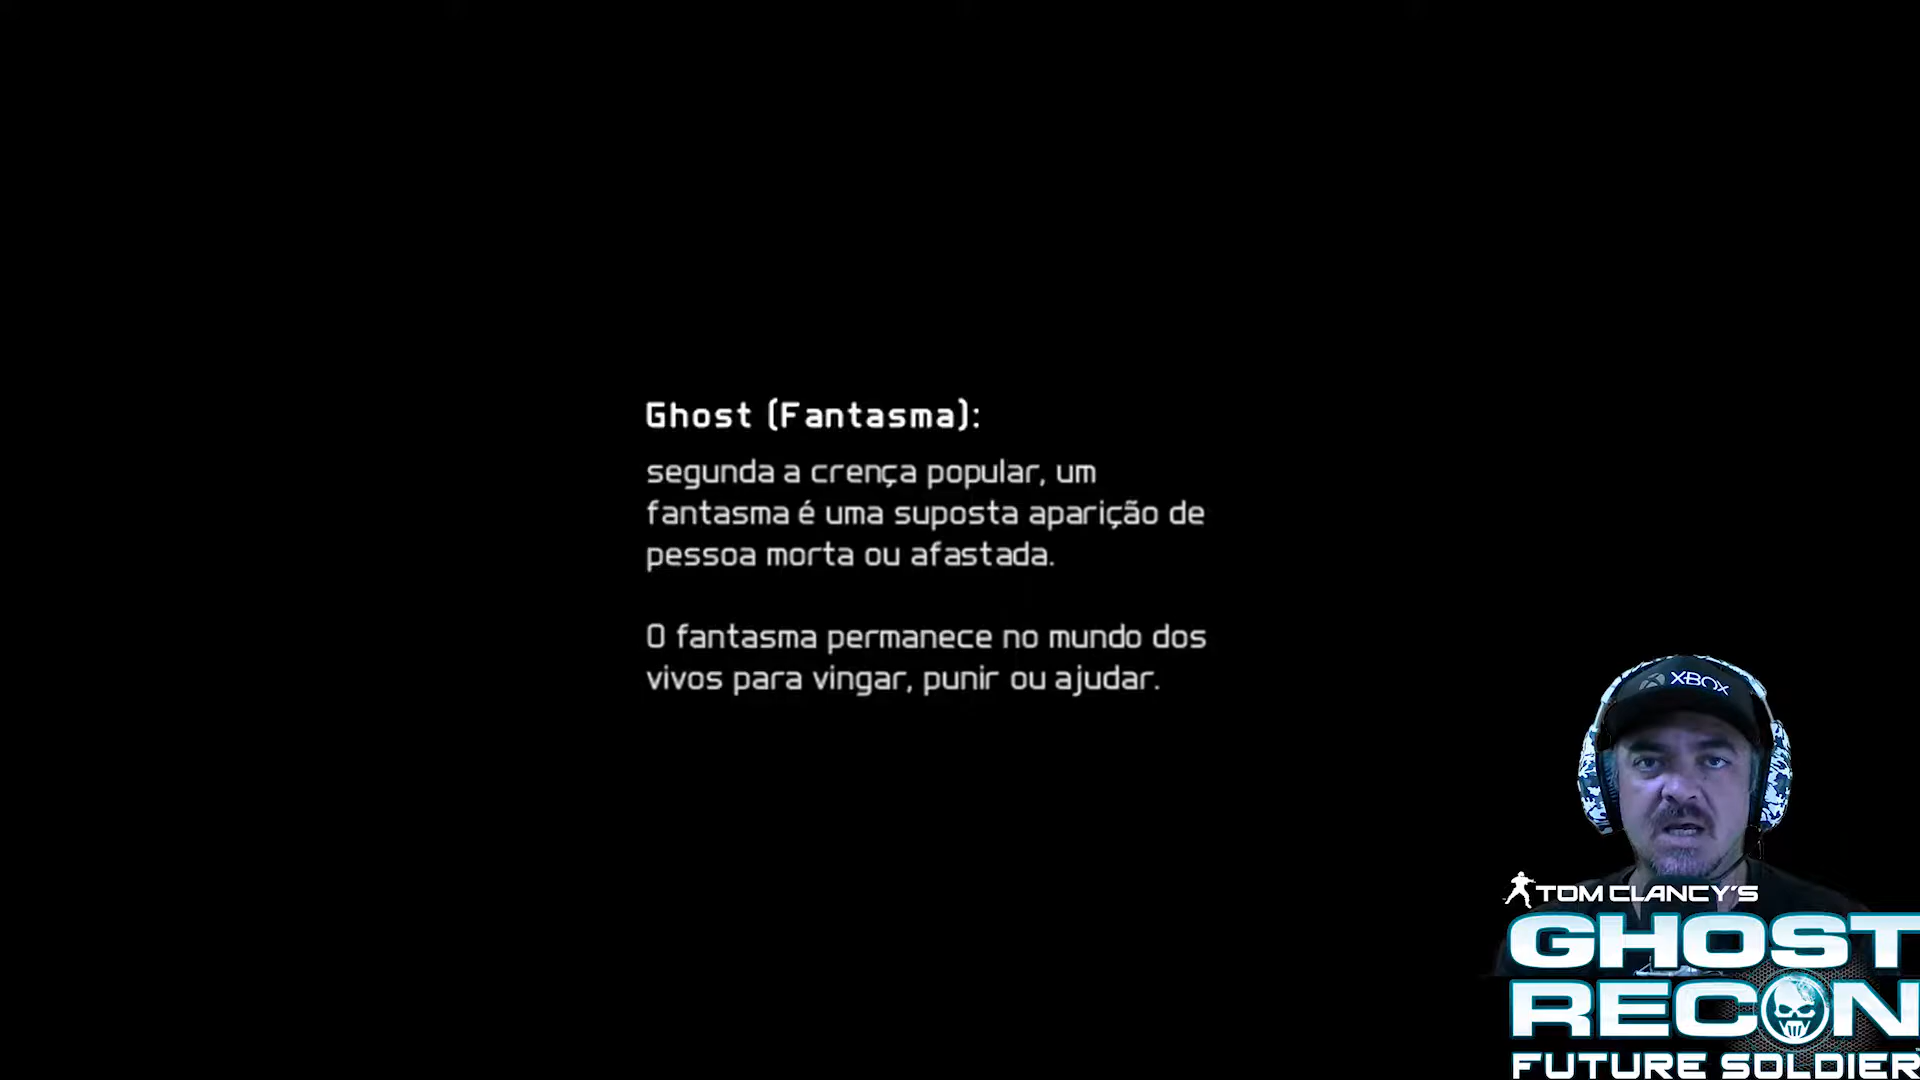 Ghost (Fantasma):
segunda a crença popular, um
fantasma é uma suposta aparição de
pessoa morta ou afastada.
O fantasma permanece no mundo dos
vivos para vingar, punir ou ajudar.
XBOX
TOM CLANCY'S
GHOST
RECON
FUTURE SOLDIER